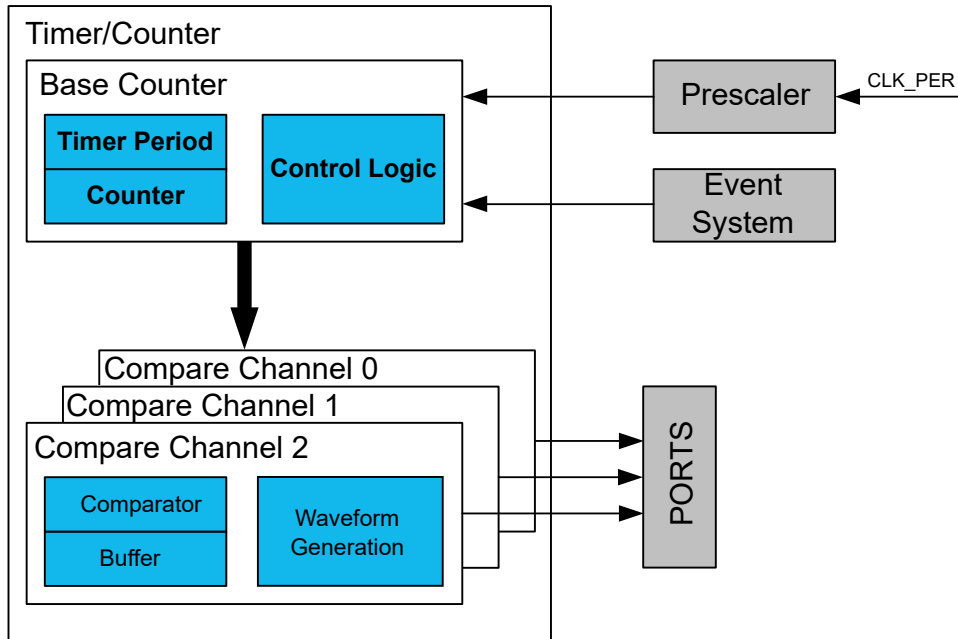 Timer/Counter
Base Counter
Timer Period
Counter
Control Logic
Prescaler
CLK_PER
Event
System
Compare Channel 0
Compare Channel 1
Compare Channel 2
Comparator
Buffer
Waveform
Generation
PORTS